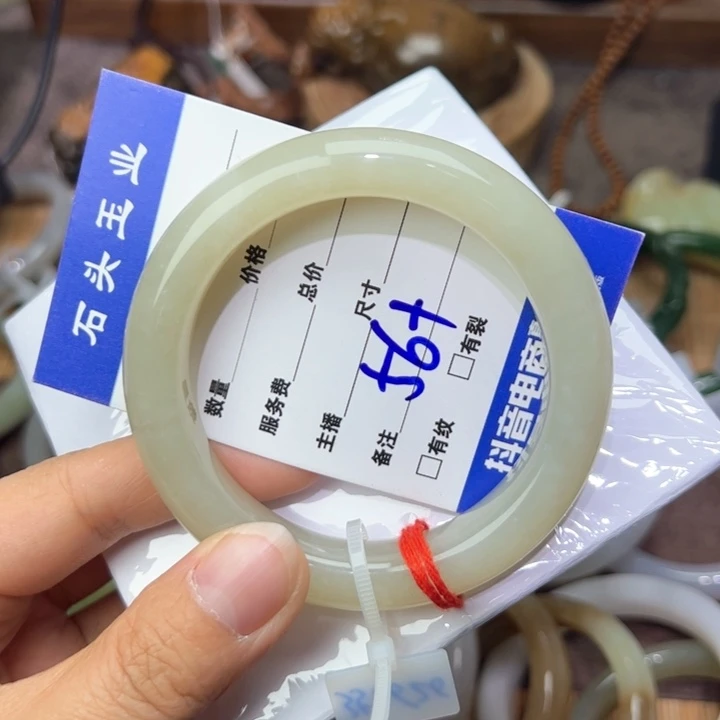 石头玉业
数量
价格
服务费
总价
主播
尺寸 56+
备注
□有纹
□有裂
抖音电商